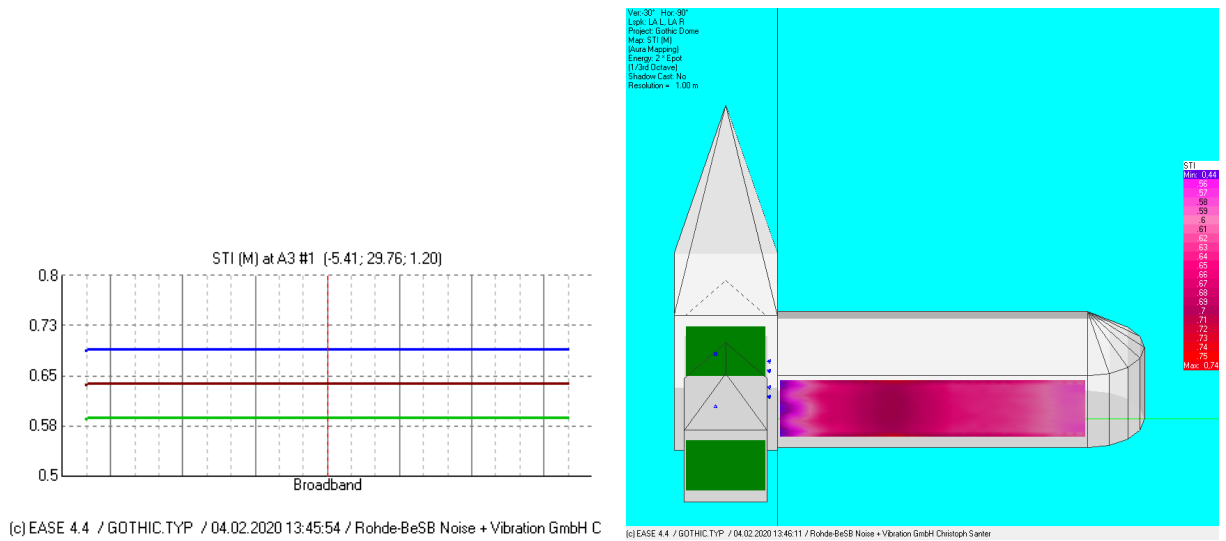 STI (M) at A3 #1 (-5.41; 29.76; 1.20)
0.8
0.73
0.65
0.58
0.5
Broadband
(c) EASE 4.4 / GOTHIC.TYP / 04.02.2020 13:45:54 / Rohde-BeSB Noise + Vibration GmbH C
Ver:-30° Hor:-90°
Lspk: LA L, LA R
Project: Gothic Dome
Map: STI (M)
(Aura Mapping)
Energy: 2 * Epot
(1/3rd Octave)
Shadow Cast: No
Resolution = 1.00 m
STI
Min: 0,44
.56
.57
.58
.59
.6
.61
.62
.63
.64
.65
.66
.67
.68
.69
.7
.71
.72
.73
.74
.75
Max: 0,74
(c) EASE 4.4 / GOTHIC.TYP / 04.02.2020 13:46:11 / Rohde-BeSB Noise + Vibration GmbH Christoph Santer